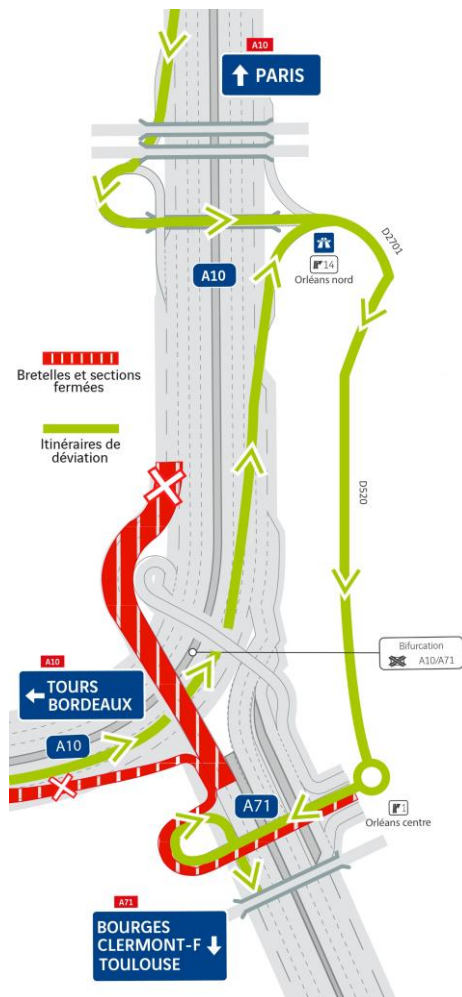 A10
↑ PARIS
D2701
A10
14
Orléans nord
Bretelles et sections
fermées
Itinéraires de
déviation
D520
Bifurcation
A10/A71
A10
← TOURS
BORDEAUX
A10
A71
1
Orléans centre
A71
BOURGES
CLERMONT-F ↓
TOULOUSE